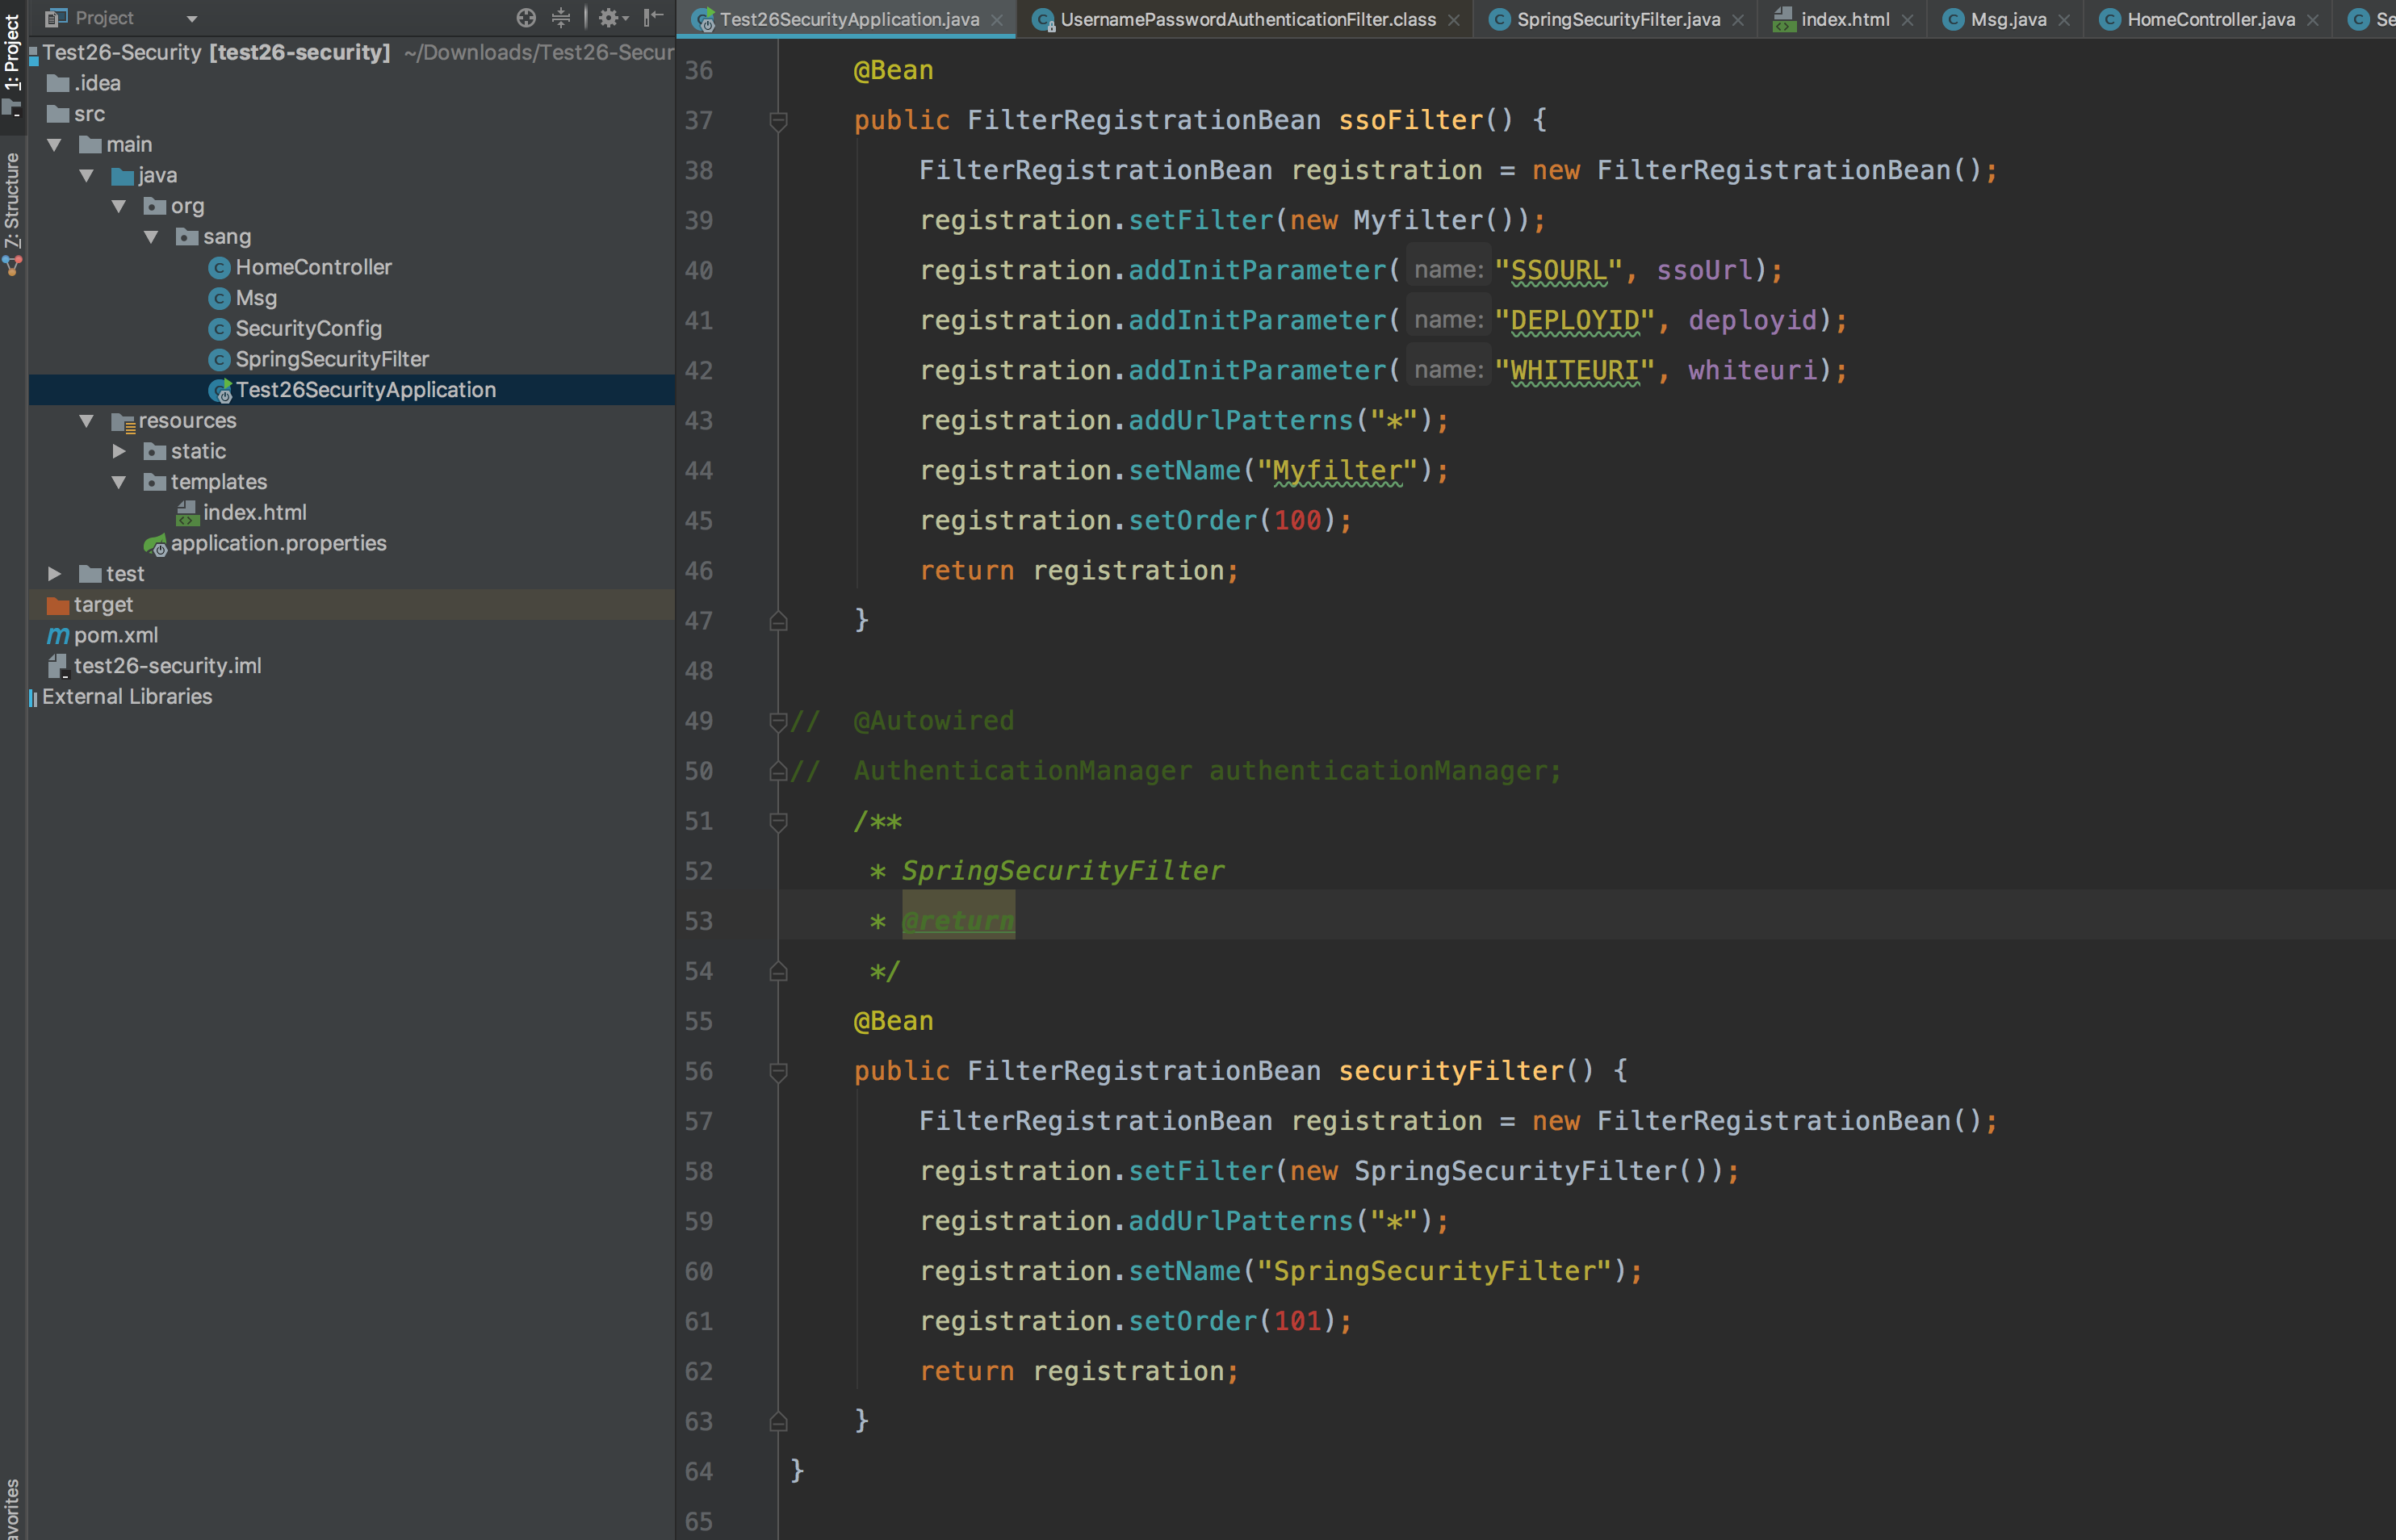 Project
Test26SecurityApplication.java
UsernamePasswordAuthenticationFilter.class
SpringSecurityFilter.java
index.html
Msg.java
HomeController.java
Se
1: Project
Z: Structure
avorites
Test26-Security [test26-security] ~/Downloads/Test26-Secur
.idea
src
main
java
org
sang
HomeController
Msg
SecurityConfig
SpringSecurityFilter
Test26SecurityApplication
resources
static
templates
index.html
application.properties
test
target
pom.xml
test26-security.iml
External Libraries
36 @Bean
37 public FilterRegistrationBean ssoFilter() {
38 FilterRegistrationBean registration = new FilterRegistrationBean();
39 registration.setFilter(new Myfilter());
40 registration.addInitParameter( name: "SSOURL", ssoUrl);
41 registration.addInitParameter( name: "DEPLOYID", deployid);
42 registration.addInitParameter( name: "WHITEURI", whiteuri);
43 registration.addUrlPatterns("*");
44 registration.setName("Myfilter");
45 registration.setOrder(100);
46 return registration;
47 }
48
49 // @Autowired
50 // AuthenticationManager authenticationManager;
51 /**
52 * SpringSecurityFilter
53 * @return
54 */
55 @Bean
56 public FilterRegistrationBean securityFilter() {
57 FilterRegistrationBean registration = new FilterRegistrationBean();
58 registration.setFilter(new SpringSecurityFilter());
59 registration.addUrlPatterns("*");
60 registration.setName("SpringSecurityFilter");
61 registration.setOrder(101);
62 return registration;
63 }
64 }
65